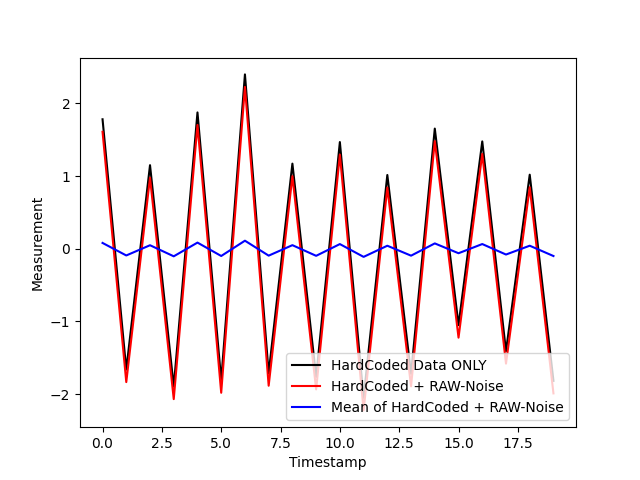 2
1
0
−1
−2
Measurement
HardCoded Data ONLY
HardCoded + RAW-Noise
Mean of HardCoded + RAW-Noise
0.0 2.5 5.0 7.5 10.0 12.5 15.0 17.5
Timestamp